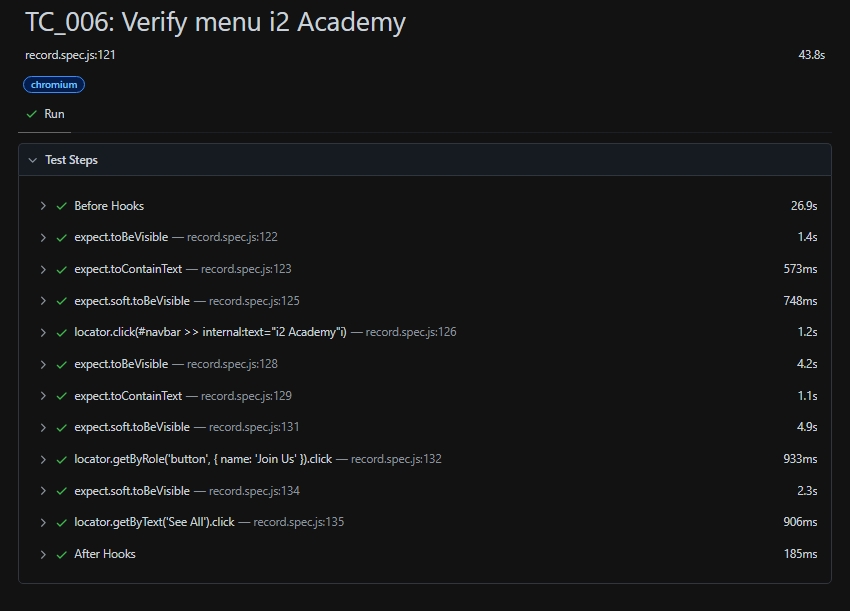 TC_006: Verify menu i2 Academy
record.spec.js:121 43.8s
chromium
Run
Test Steps
Before Hooks 26.9s
expect.toBeVisible — record.spec.js:122 1.4s
expect.toContainText — record.spec.js:123 573ms
expect.soft.toBeVisible — record.spec.js:125 748ms
locator.click(#navbar >> internal:text="i2 Academy"i) — record.spec.js:126 1.2s
expect.toBeVisible — record.spec.js:128 4.2s
expect.toContainText — record.spec.js:129 1.1s
expect.soft.toBeVisible — record.spec.js:131 4.9s
locator.getByRole('button', { name: 'Join Us' }).click — record.spec.js:132 933ms
expect.soft.toBeVisible — record.spec.js:134 2.3s
locator.getByText('See All').click — record.spec.js:135 906ms
After Hooks 185ms